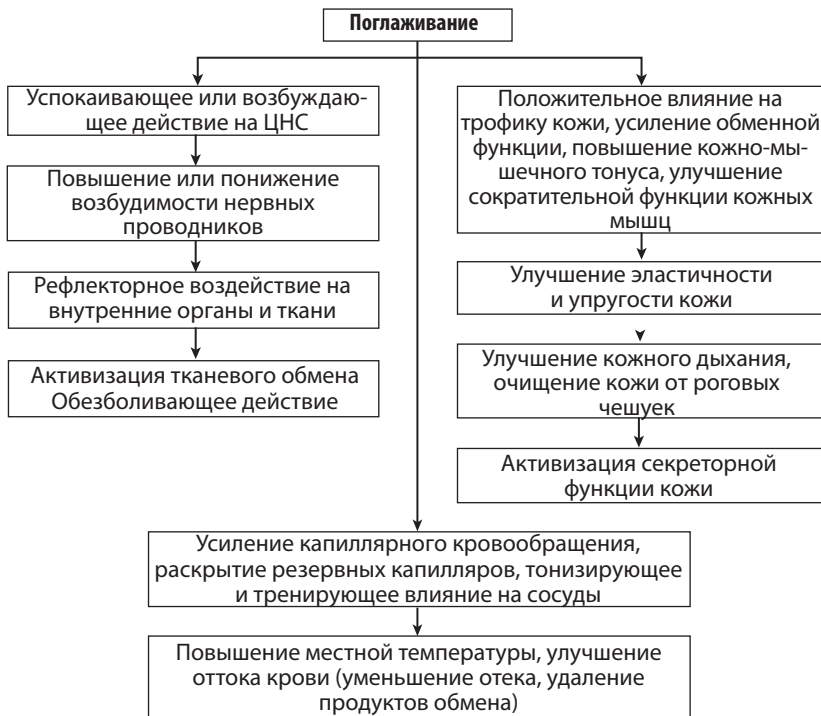 Поглаживание
Успокаивающее или возбуждаю-
щее действие на ЦНС
Повышение или понижение
возбудимости нервных
проводников
Рефлекторное воздействие на
внутренние органы и ткани
Активизация тканевого обмена
Обезболивающее действие
Положительное влияние на
трофику кожи, усиление обменной
функции, повышение кожно-мы-
шечного тонуса, улучшение
сократительной функции кожных
мышц
Улучшение эластичности
и упругости кожи
Улучшение кожного дыхания,
очищение кожи от роговых
чешуек
Активизация секреторной
функции кожи
Усиление капиллярного кровообращения,
раскрытие резервных капилляров, тонизирующее
и тренирующее влияние на сосуды
Повышение местной температуры, улучшение
оттока крови (уменьшение отека, удаление
продуктов обмена)